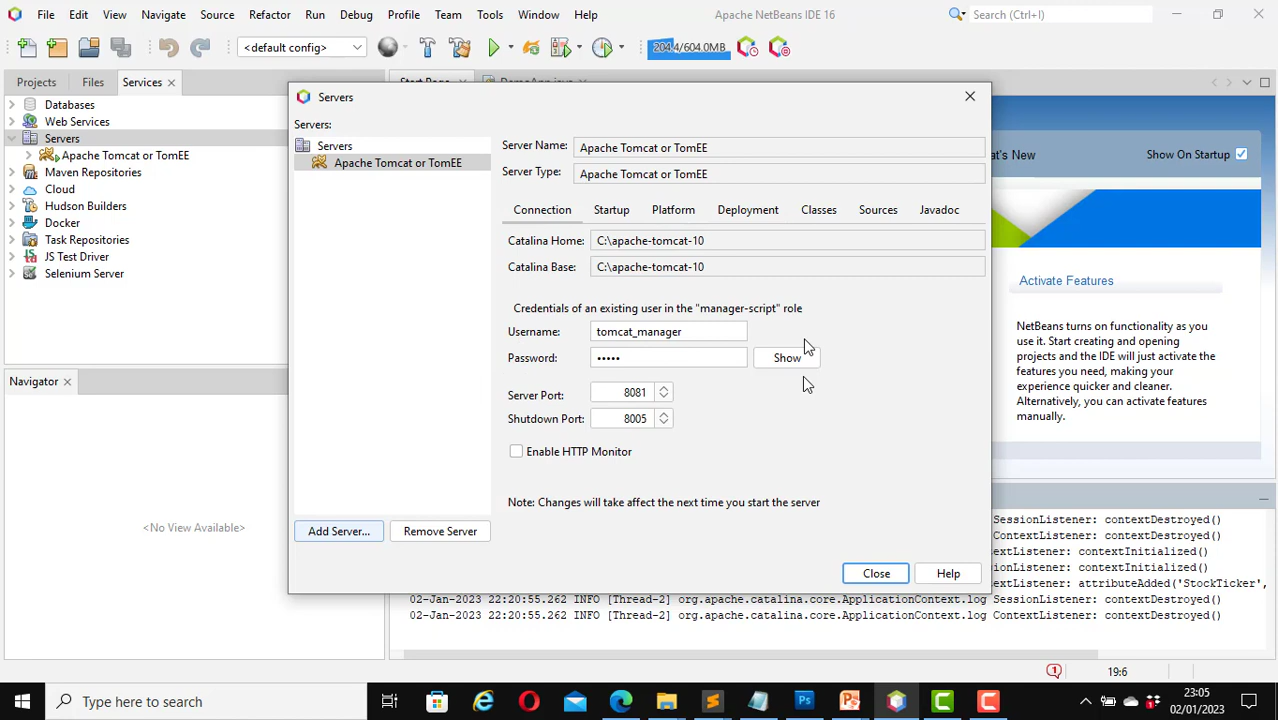 File Edit View Navigate Source Refactor Run Debug Profile Team Tools Window Help
Apache NetBeans IDE 16
Search (Ctrl+I)
<default config>
204.4/604.0MB
Projects Files Services
Start Page DemoApp.java
Databases
Web Services
Servers
Apache Tomcat or TomEE
Maven Repositories
Cloud
Hudson Builders
Docker
Task Repositories
JS Test Driver
Selenium Server
Navigator
<No View Available>
Servers
Servers:
Servers
Apache Tomcat or TomEE
Add Server...
Remove Server
Server Name: Apache Tomcat or TomEE
Server Type: Apache Tomcat or TomEE
Connection Startup Platform Deployment Classes Sources Javadoc
Catalina Home: C:\apache-tomcat-10
Catalina Base: C:\apache-tomcat-10
Credentials of an existing user in the "manager-script" role
Username: tomcat_manager
Password: ••••• Show
Server Port: 8081
Shutdown Port: 8005
Enable HTTP Monitor
Note: Changes will take affect the next time you start the server
Close Help
t's New Show On Startup
Activate Features
NetBeans turns on functionality as you
use it. Start creating and opening
projects and the IDE will just activate the
features you need, making your
experience quicker and cleaner.
Alternatively, you can activate features
manually.
SessionListener: contextDestroyed()
ContextListener: contextDestroyed()
ContextListener: contextInitialized()
sionListener: contextInitialized()
ContextListener: attributeAdded('StockTicker',
02-Jan-2023 22:20:55.262 INFO [Thread-2] org.apache.catalina.core.ApplicationContext.log SessionListener: contextDestroyed()
02-Jan-2023 22:20:55.262 INFO [Thread-2] org.apache.catalina.core.ApplicationContext.log ContextListener: contextDestroyed()
1 19:6
Type here to search
23:05
02/01/2023
1